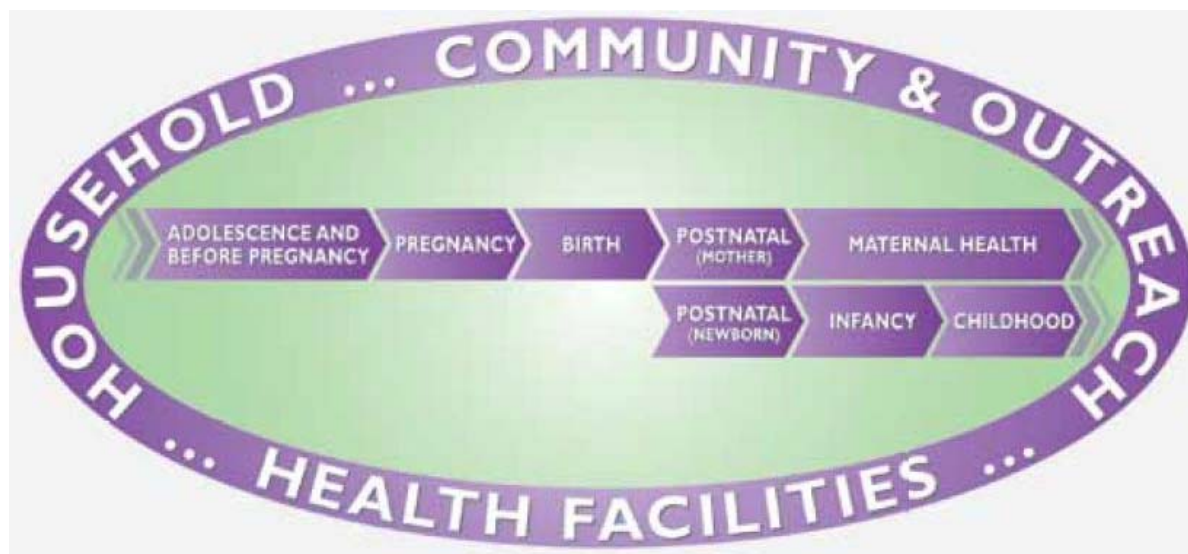 HOUSEHOLD ... COMMUNITY & OUTREACH ...
ADOLESCENCE AND
BEFORE PREGNANCY
PREGNANCY
BIRTH
POSTNATAL
(MOTHER)
MATERNAL HEALTH
POSTNATAL
(NEWBORN)
INFANCY
CHILDHOOD
HEALTH FACILITIES ...